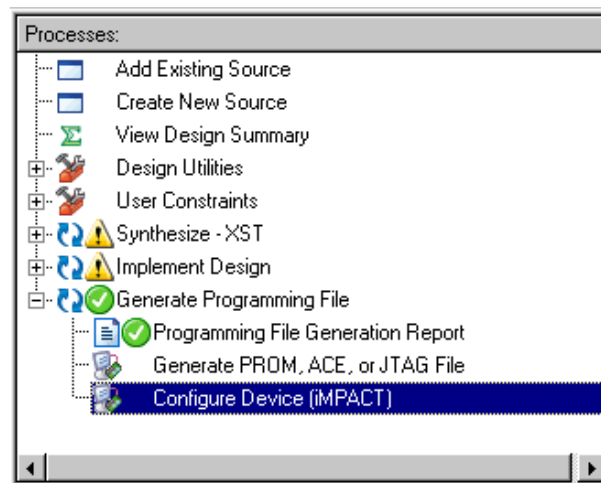 Processes:
Add Existing Source
Create New Source
View Design Summary
Design Utilities
User Constraints
Synthesize - XST
Implement Design
Generate Programming File
Programming File Generation Report
Generate PROM, ACE, or JTAG File
Configure Device (iMPACT)